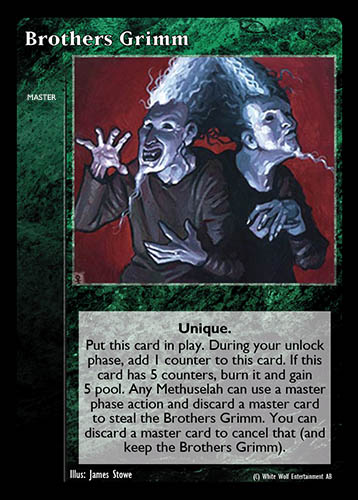 Brothers Grimm
MASTER
Unique.
Put this card in play. During your unlock
phase, add 1 counter to this card. If this
card has 5 counters, burn it and gain
5 pool. Any Methuselah can use a master
phase action and discard a master card
to steal the Brothers Grimm. You can
discard a master card to cancel that (and
keep the Brothers Grimm).
Illus: James Stowe
(C) White Wolf Entertainment AB